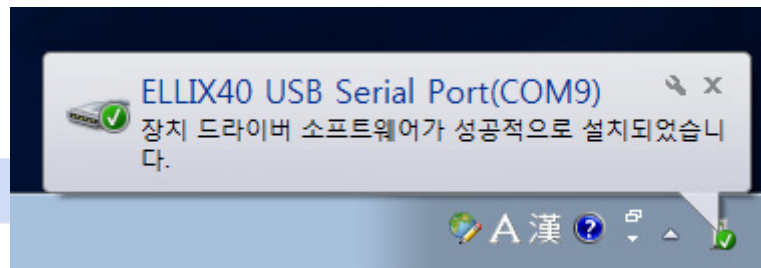 ELLIX40 USB Serial Port(COM9)
장치 드라이버 소프트웨어가 성공적으로 설치되었습니
다.
A 漢 ?